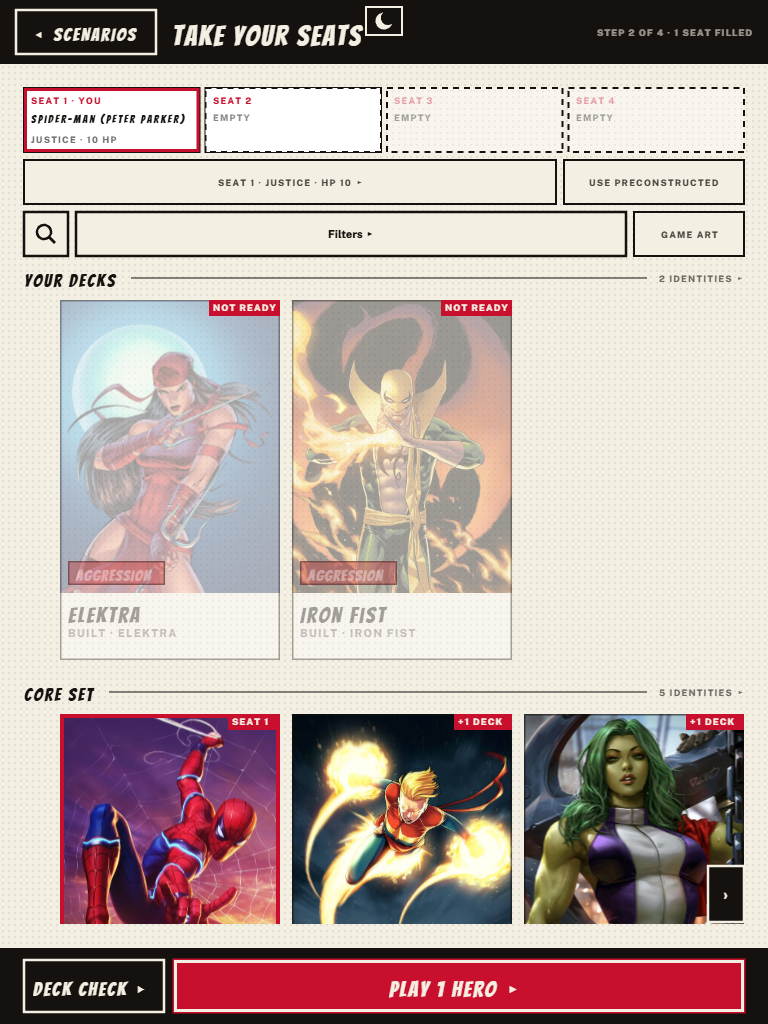 ◂ SCENARIOS
TAKE YOUR SEATS
STEP 2 OF 4 · 1 SEAT FILLED
SEAT 1 · YOU
SPIDER-MAN (PETER PARKER)
JUSTICE · 10 HP
SEAT 2
EMPTY
SEAT 3
EMPTY
SEAT 4
EMPTY
SEAT 1 · JUSTICE · HP 10 ▸
USE PRECONSTRUCTED
Filters ▸
GAME ART
YOUR DECKS
2 IDENTITIES ▸
NOT READY
AGGRESSION
ELEKTRA
BUILT · ELEKTRA
NOT READY
AGGRESSION
IRON FIST
BUILT · IRON FIST
CORE SET
5 IDENTITIES ▸
SEAT 1
+1 DECK
+1 DECK
›
DECK CHECK ▸
PLAY 1 HERO ▸